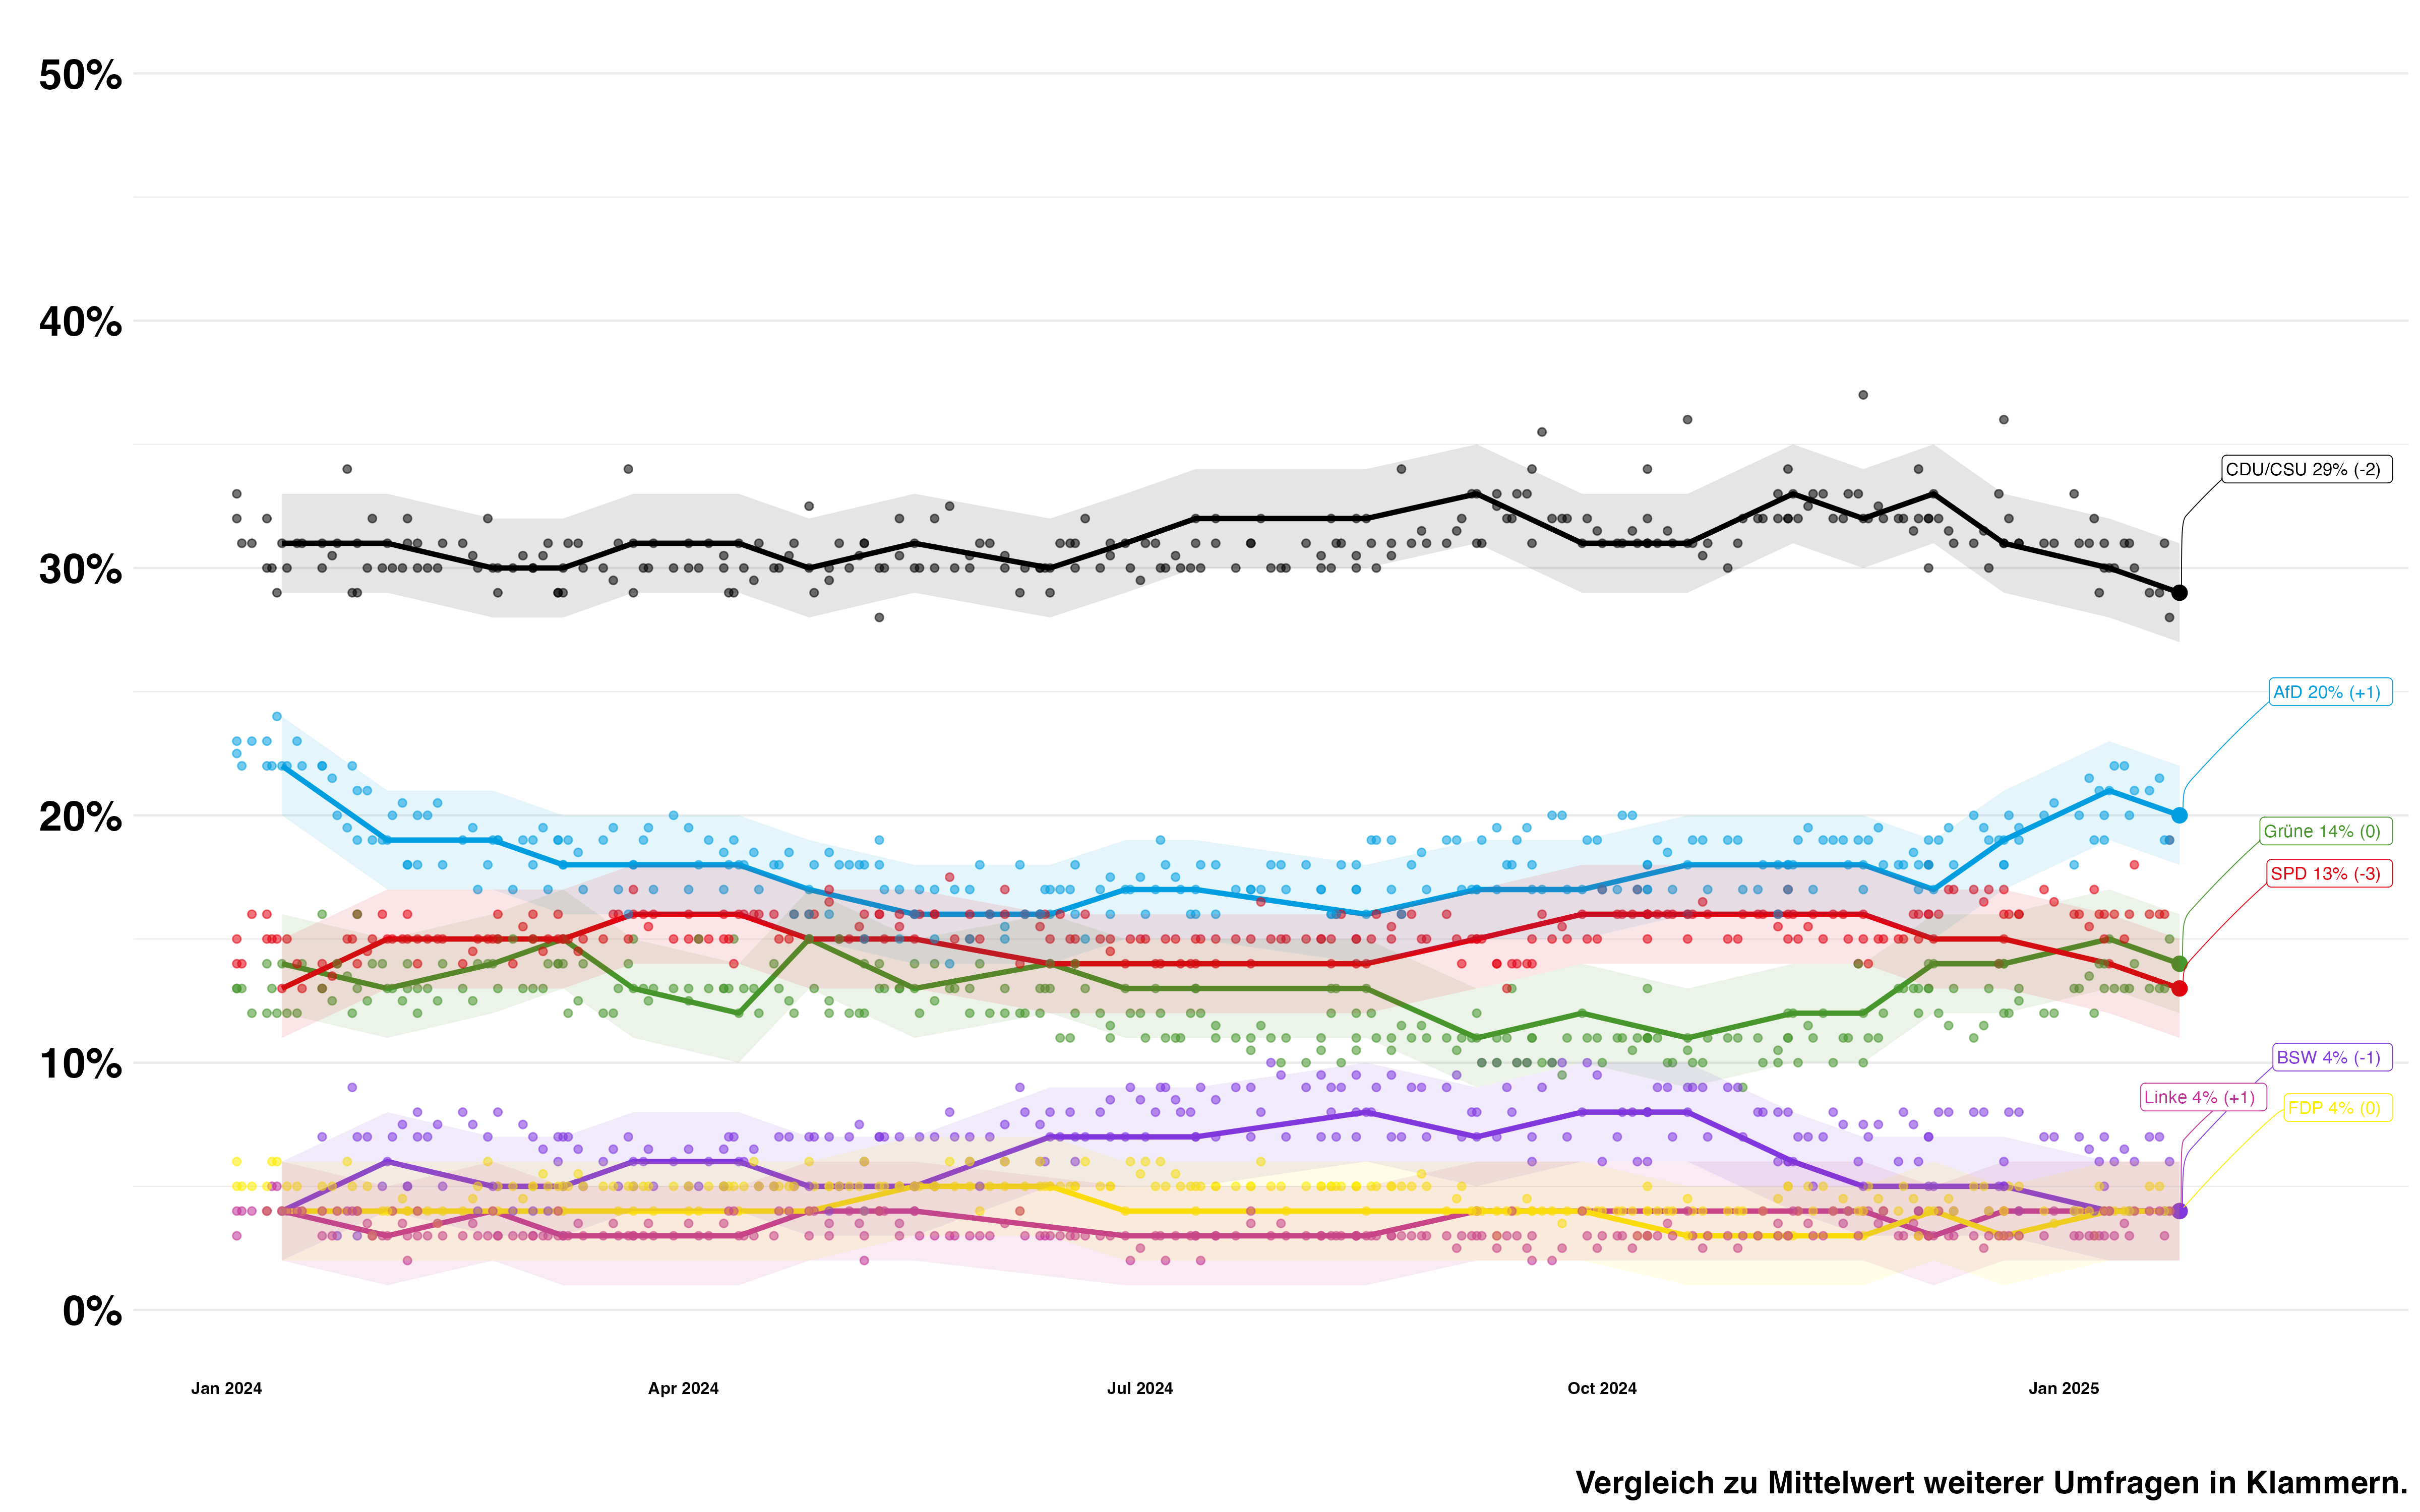 50%
40%
30%
20%
10%
0%
CDU/CSU 29% (-2)
AfD 20% (+1)
Grüne 14% (0)
SPD 13% (-3)
BSW 4% (-1)
Linke 4% (+1)
FDP 4% (0)
Jan 2024
Apr 2024
Jul 2024
Oct 2024
Jan 2025
Vergleich zu Mittelwert weiterer Umfragen in Klammern.